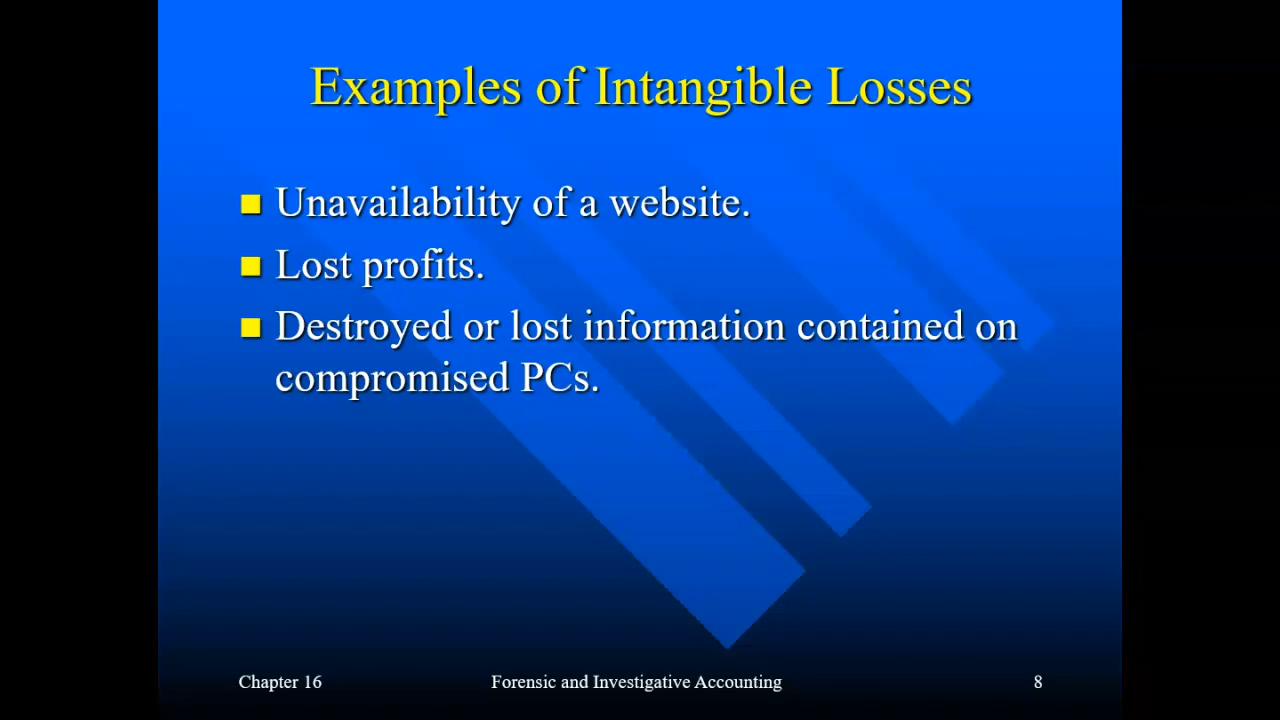 Examples of Intangible Losses
Unavailability of a website.
Lost profits.
Destroyed or lost information contained on
compromised PCs.
Chapter 16
Forensic and Investigative Accounting
8